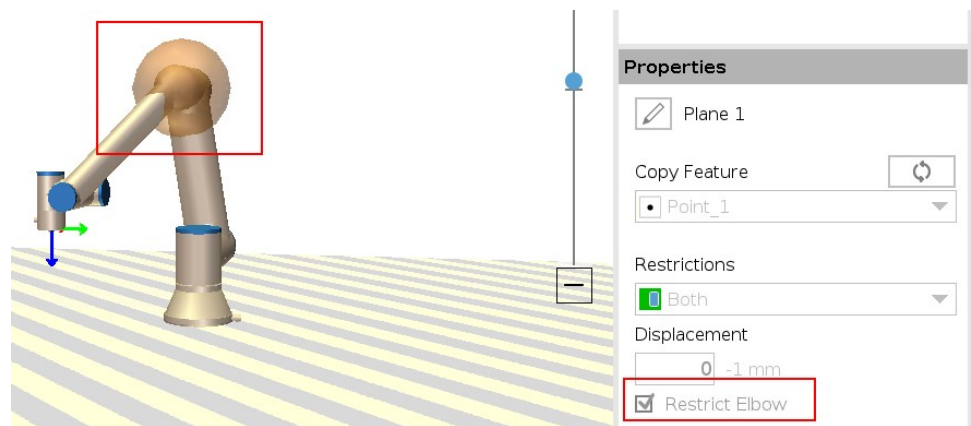 Properties
Plane 1
Copy Feature
Point_1
Restrictions
Both
Displacement
0 -1 mm
Restrict Elbow